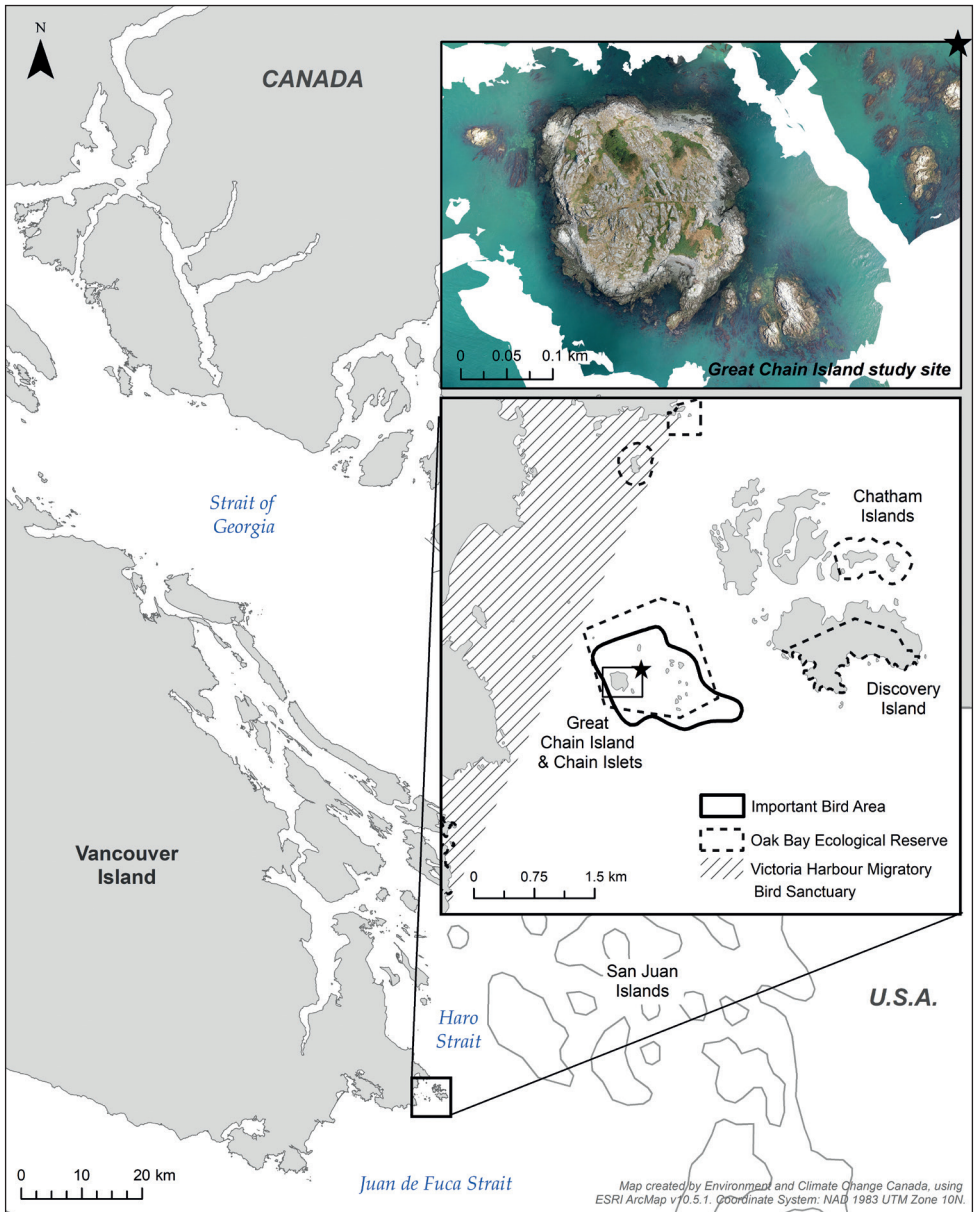 N
CANADA
0 0.05 0.1 km
Great Chain Island study site
Strait of
Georgia
Chatham
Islands
Discovery
Island
Great
Chain Island
& Chain Islets
Important Bird Area
Oak Bay Ecological Reserve
Victoria Harbour Migratory
Bird Sanctuary
0 0.75 1.5 km
Vancouver
Island
San Juan
Islands
U.S.A.
Haro
Strait
0 10 20 km
Juan de Fuca Strait
Map created by Environment and Climate Change Canada, using
ESRI ArcMap v10.5.1. Coordinate System: NAD 1983 UTM Zone 10N.